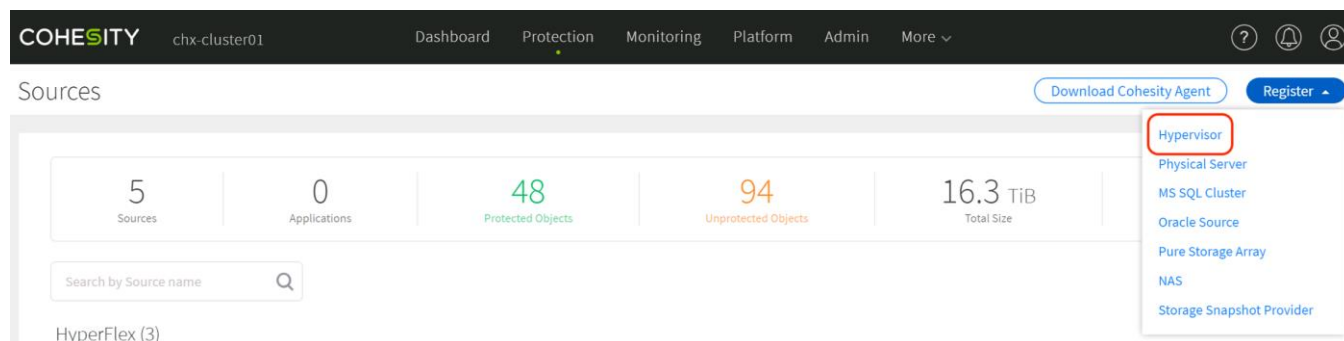 COHESITY chx-cluster01 Dashboard Protection Monitoring Platform Admin More ?
Sources Download Cohesity Agent Register
Hypervisor
Physical Server
MS SQL Cluster
Oracle Source
Pure Storage Array
NAS
Storage Snapshot Provider
5 0 48 94 16.3 TiB
Sources Applications Protected Objects Unprotected Objects Total Size
Search by Source name
HyperFlex (3)